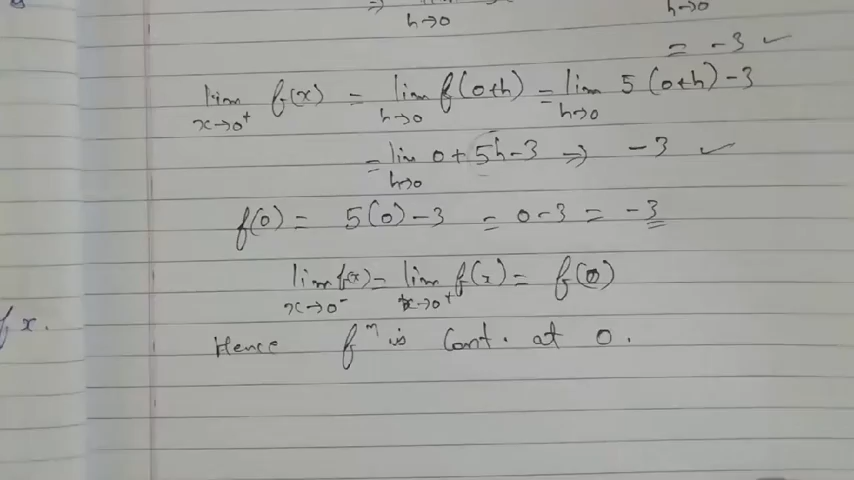 ⇒
h→0
h→0
= -3 ✓
lim x→0⁺ f(x) = lim h→0 f(0+h) = lim h→0 5(0+h)-3
= lim h→0 0+5h-3 ⇒ -3 ✓
f(0) = 5(0)-3 = 0-3 = -3
lim x→0⁻ f(x) = lim x→0⁺ f(x) = f(0)
f x.
Hence fⁿ is Cont. at 0.